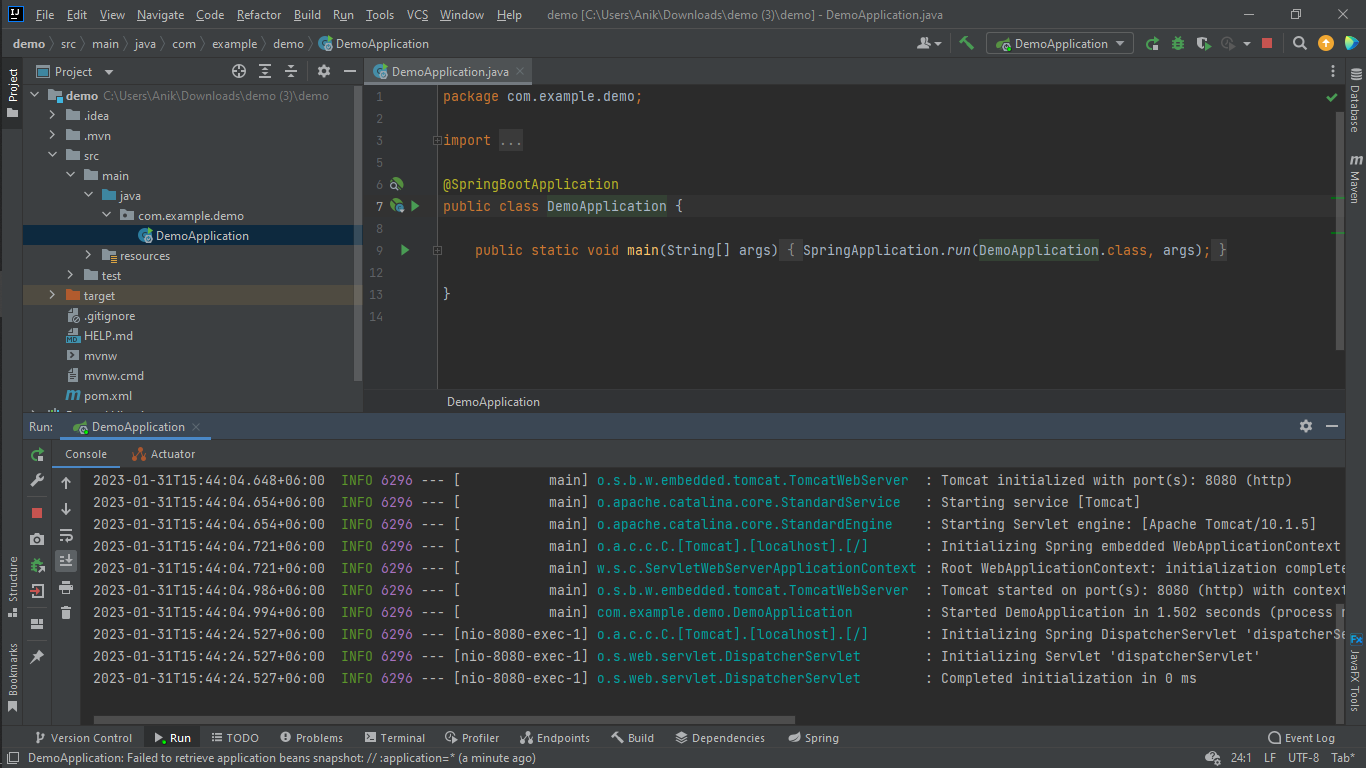 File Edit View Navigate Code Refactor Build Run Tools VCS Window Help demo [C:\Users\Anik\Downloads\demo (3)\demo] - DemoApplication.java
demo src main java com example demo DemoApplication
DemoApplication
Project
DemoApplication.java
demo C:\Users\Anik\Downloads\demo (3)\demo
.idea
.mvn
src
main
java
com.example.demo
DemoApplication
resources
test
target
.gitignore
HELP.md
mvnw
mvnw.cmd
pom.xml
1 package com.example.demo;
2
3 import ...
5
6 @SpringBootApplication
7 public class DemoApplication {
8
9 public static void main(String[] args) { SpringApplication.run(DemoApplication.class, args); }
12
13 }
14
DemoApplication
Project
Structure
Bookmarks
Database
Maven
JavaFX Tools
Run: DemoApplication
Console Actuator
2023-01-31T15:44:04.648+06:00 INFO 6296 --- [ main] o.s.b.w.embedded.tomcat.TomcatWebServer : Tomcat initialized with port(s): 8080 (http)
2023-01-31T15:44:04.654+06:00 INFO 6296 --- [ main] o.apache.catalina.core.StandardService : Starting service [Tomcat]
2023-01-31T15:44:04.654+06:00 INFO 6296 --- [ main] o.apache.catalina.core.StandardEngine : Starting Servlet engine: [Apache Tomcat/10.1.5]
2023-01-31T15:44:04.721+06:00 INFO 6296 --- [ main] o.a.c.c.C.[Tomcat].[localhost].[/] : Initializing Spring embedded WebApplicationContext
2023-01-31T15:44:04.721+06:00 INFO 6296 --- [ main] w.s.c.ServletWebServerApplicationContext : Root WebApplicationContext: initialization complete
2023-01-31T15:44:04.986+06:00 INFO 6296 --- [ main] o.s.b.w.embedded.tomcat.TomcatWebServer : Tomcat started on port(s): 8080 (http) with context
2023-01-31T15:44:04.994+06:00 INFO 6296 --- [ main] com.example.demo.DemoApplication : Started DemoApplication in 1.502 seconds (process
2023-01-31T15:44:24.527+06:00 INFO 6296 --- [nio-8080-exec-1] o.a.c.c.C.[Tomcat].[localhost].[/] : Initializing Spring DispatcherServlet 'dispatcherSe
2023-01-31T15:44:24.527+06:00 INFO 6296 --- [nio-8080-exec-1] o.s.web.servlet.DispatcherServlet : Initializing Servlet 'dispatcherServlet'
2023-01-31T15:44:24.527+06:00 INFO 6296 --- [nio-8080-exec-1] o.s.web.servlet.DispatcherServlet : Completed initialization in 0 ms
Version Control Run TODO Problems Terminal Profiler Endpoints Build Dependencies Spring Event Log
DemoApplication: Failed to retrieve application beans snapshot: // :application=* (a minute ago) 24:1 LF UTF-8 Tab*